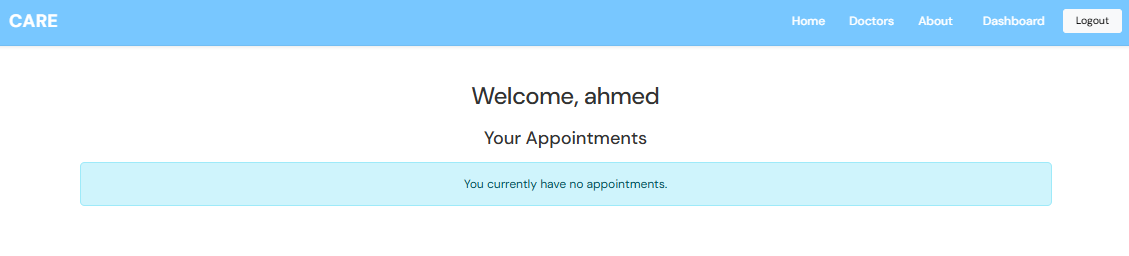 CARE Home Doctors About Dashboard Logout
Welcome, ahmed
Your Appointments
You currently have no appointments.